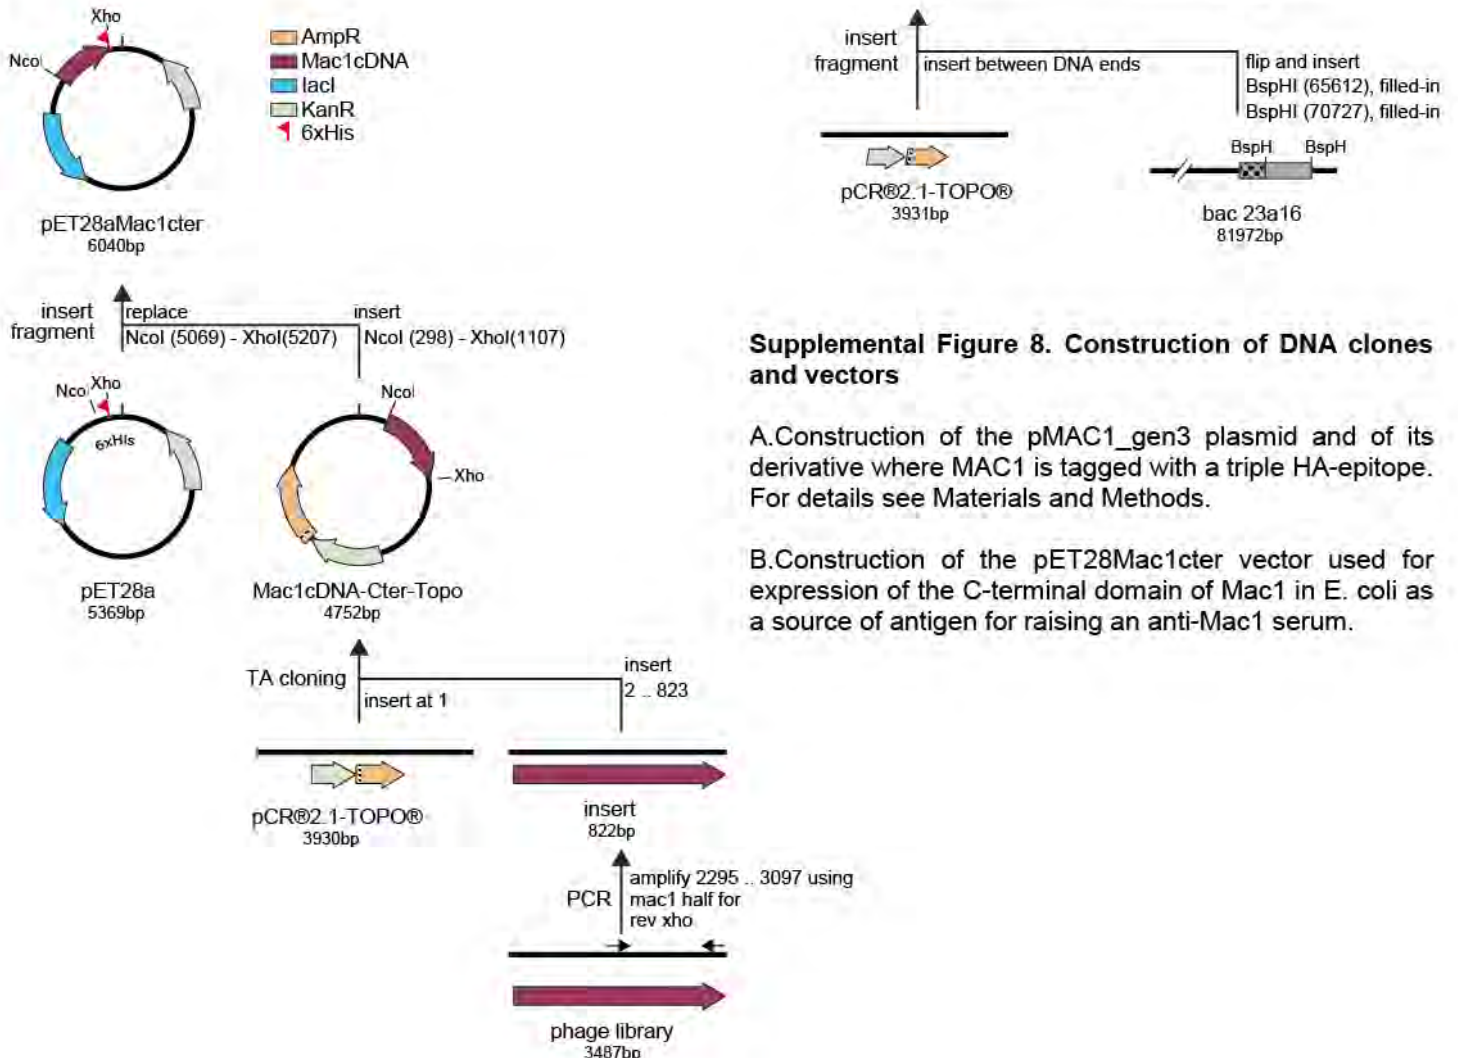 Xho
NcoI
AmpR
Mac1cDNA
lacI
KanR
6xHis
pET28aMac1cter
6040bp
insert
fragment
replace
NcoI (5069) - XhoI(5207)
insert
NcoI (298) - XhoI(1107)
NcoI
Xho
6xHis
pET28a
5369bp
NcoI
Xho
Mac1cDNA-Cter-Topo
4752bp
TA cloning
insert at 1
insert
2 .. 823
pCR®2.1-TOPO®
3930bp
insert
822bp
PCR
amplify 2295 .. 3097 using
mac1 half for
rev xho
phage library
3487bp
insert
fragment
insert between DNA ends
flip and insert
BspHI (65612), filled-in
BspHI (70727), filled-in
pCR®2.1-TOPO®
3931bp
BspH
BspH
bac 23a16
81972bp
Supplemental Figure 8. Construction of DNA clones
and vectors
A.Construction of the pMAC1_gen3 plasmid and of its
derivative where MAC1 is tagged with a triple HA-epitope.
For details see Materials and Methods.
B.Construction of the pET28Mac1cter vector used for
expression of the C-terminal domain of Mac1 in E. coli as
a source of antigen for raising an anti-Mac1 serum.